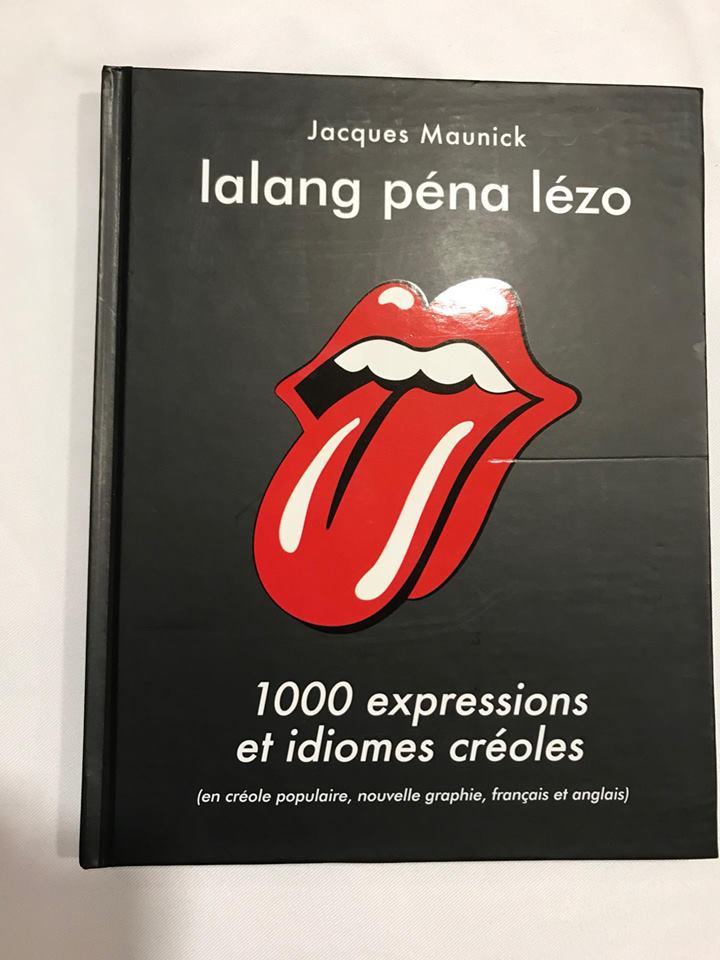 Jacques Maunick
lalang péna lézo
1000 expressions
et idiomes créoles
(en créole populaire, nouvelle graphie, français et anglais)